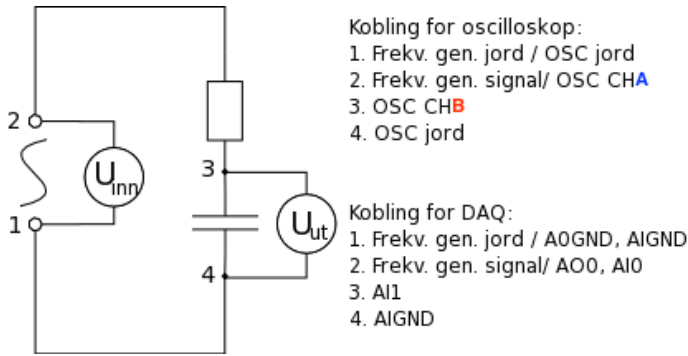 Kobling for oscilloskop:
1. Frekv. gen. jord / OSC jord
2. Frekv. gen. signal/ OSC CHA
3. OSC CHB
4. OSC jord
2
3
Uinn
1
Uut
4
Kobling for DAQ:
1. Frekv. gen. jord / A0GND, AIGND
2. Frekv. gen. signal/ AO0, AI0
3. AI1
4. AIGND